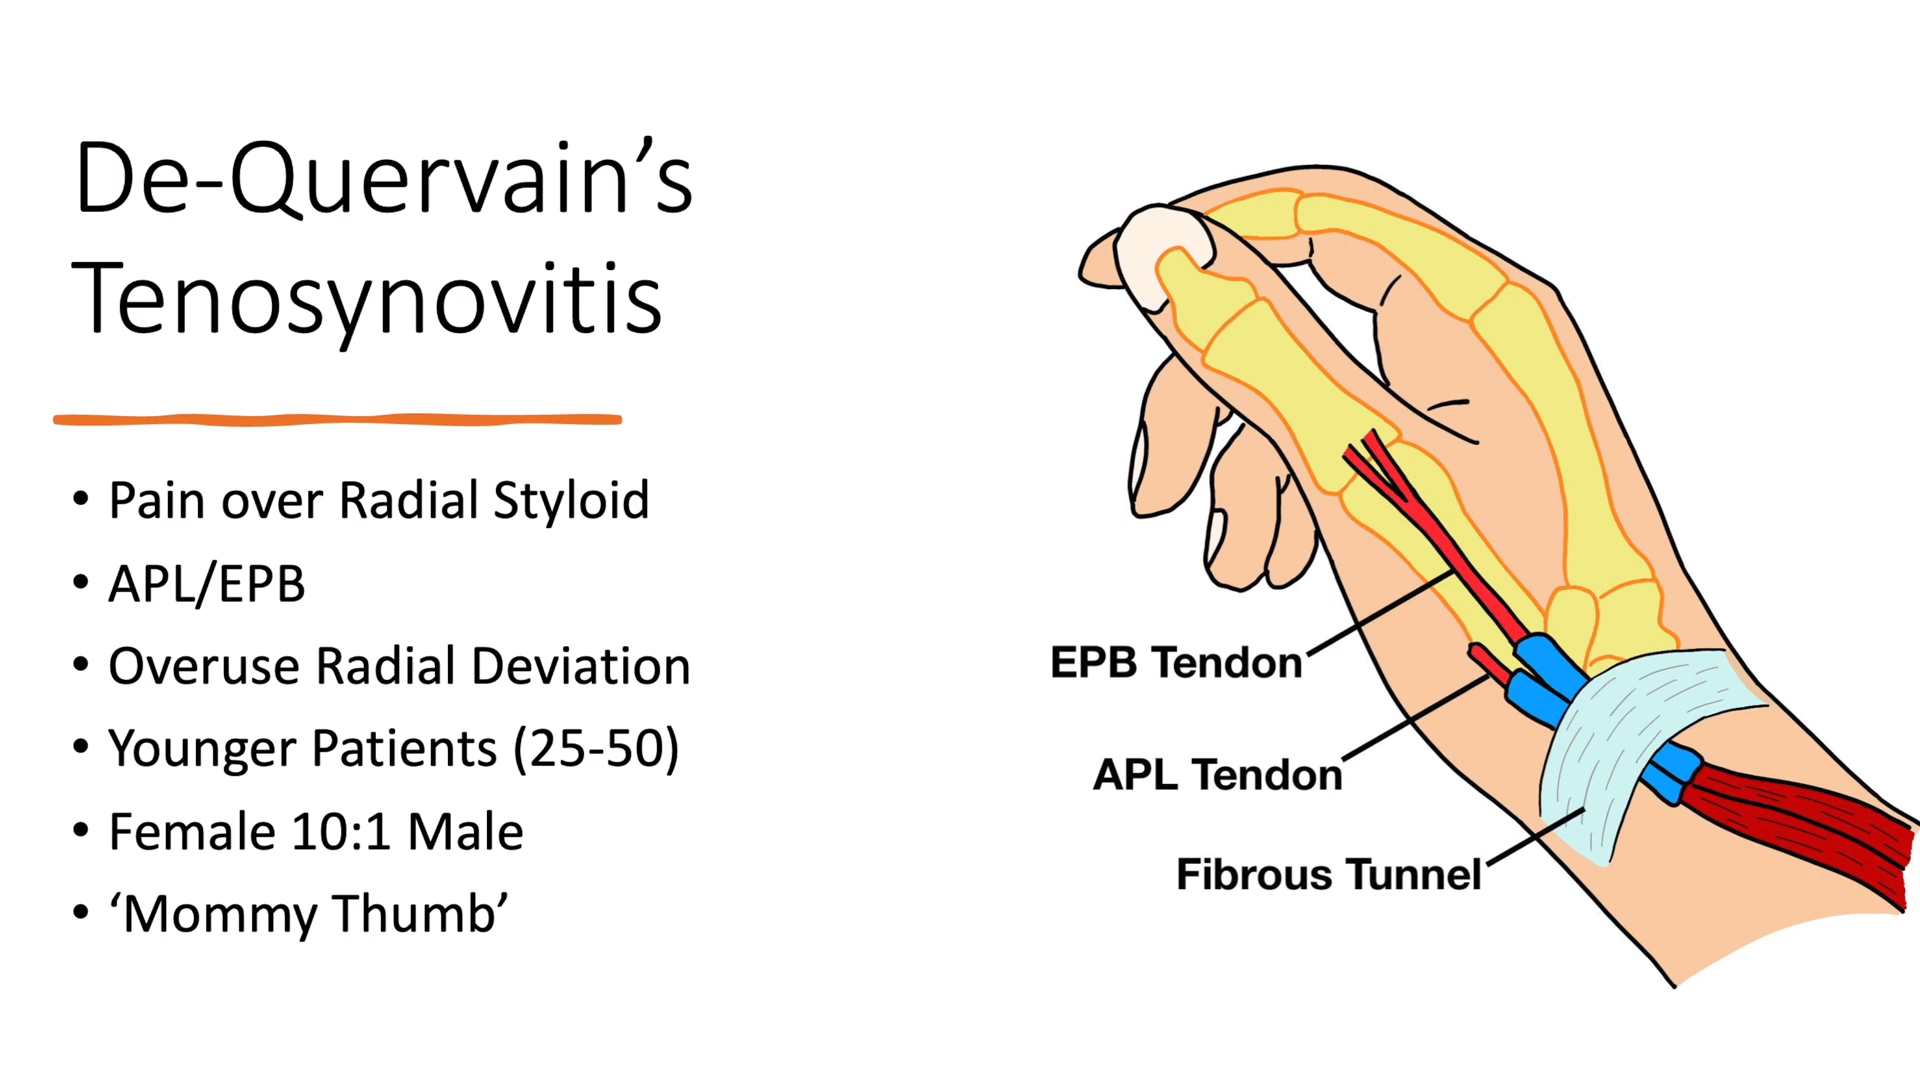 De-Quervain’s
Tenosynovitis
• Pain over Radial Styloid
• APL/EPB
• Overuse Radial Deviation
• Younger Patients (25-50)
• Female 10:1 Male
• ‘Mommy Thumb’
EPB Tendon
APL Tendon
Fibrous Tunnel